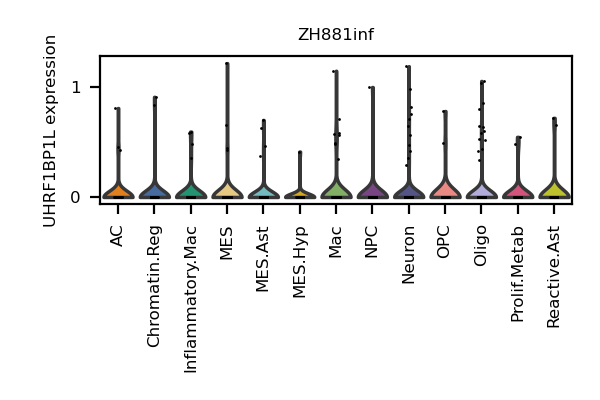 ZH881inf
UHRF1BP1L expression
1
0
AC
Chromatin.Reg
Inflammatory.Mac
MES
MES.Ast
MES.Hyp
Mac
NPC
Neuron
OPC
Oligo
Prolif.Metab
Reactive.Ast